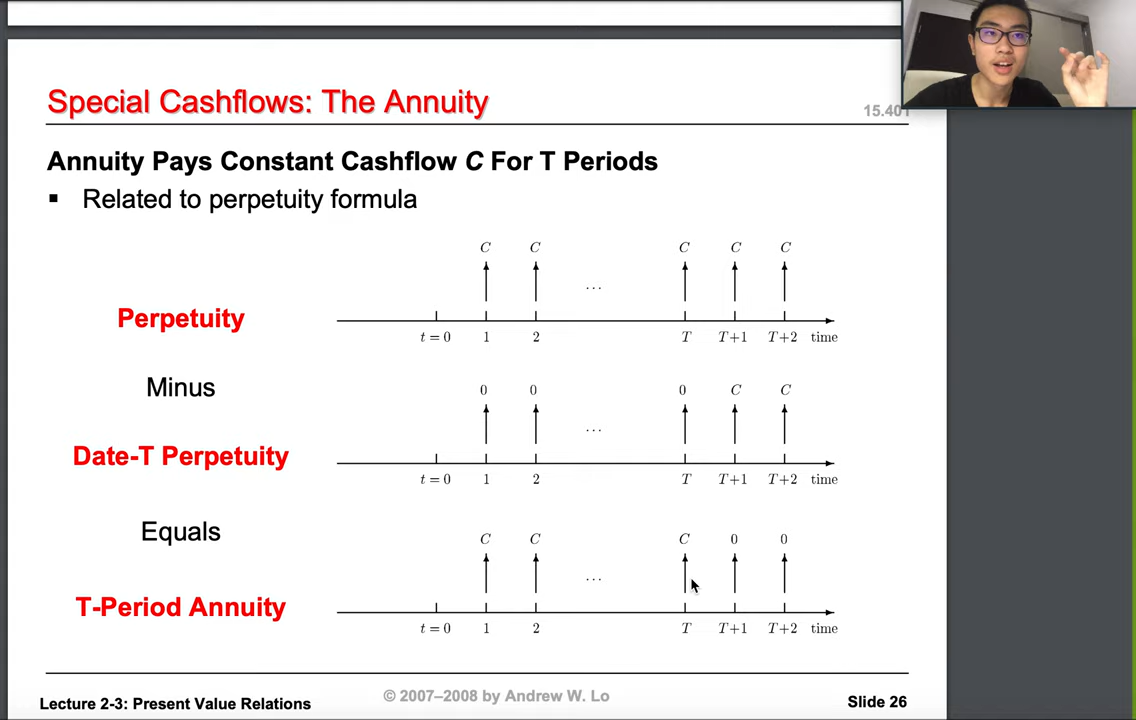 Special Cashflows: The Annuity
15.401
Annuity Pays Constant Cashflow C For T Periods
▪ Related to perpetuity formula
C C C C C
...
Perpetuity
t = 0 1 2 T T+1 T+2 time
Minus
0 0 0 C C
...
Date-T Perpetuity
t = 0 1 2 T T+1 T+2 time
Equals
C C C 0 0
...
T-Period Annuity
t = 0 1 2 T T+1 T+2 time
Lecture 2-3: Present Value Relations
© 2007–2008 by Andrew W. Lo
Slide 26